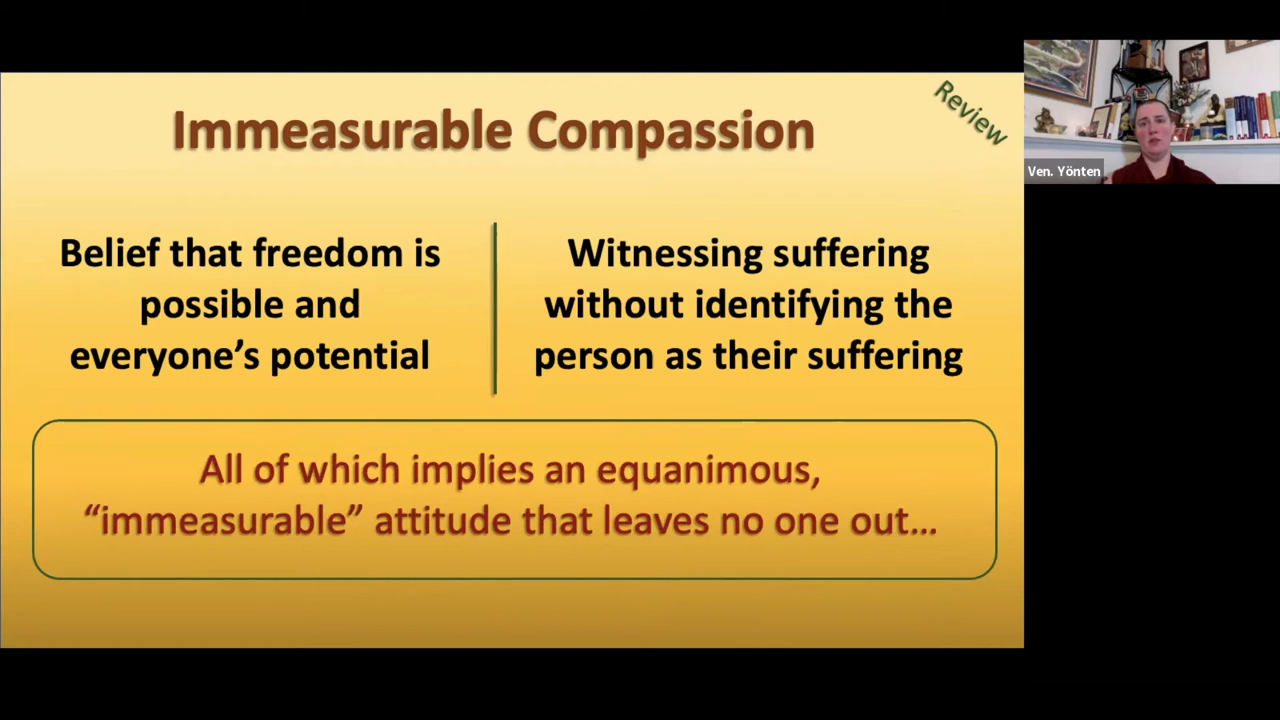 Immeasurable Compassion
Review
Belief that freedom is
possible and
everyone’s potential
Witnessing suffering
without identifying the
person as their suffering
All of which implies an equanimous,
“immeasurable” attitude that leaves no one out…
Ven. Yönten